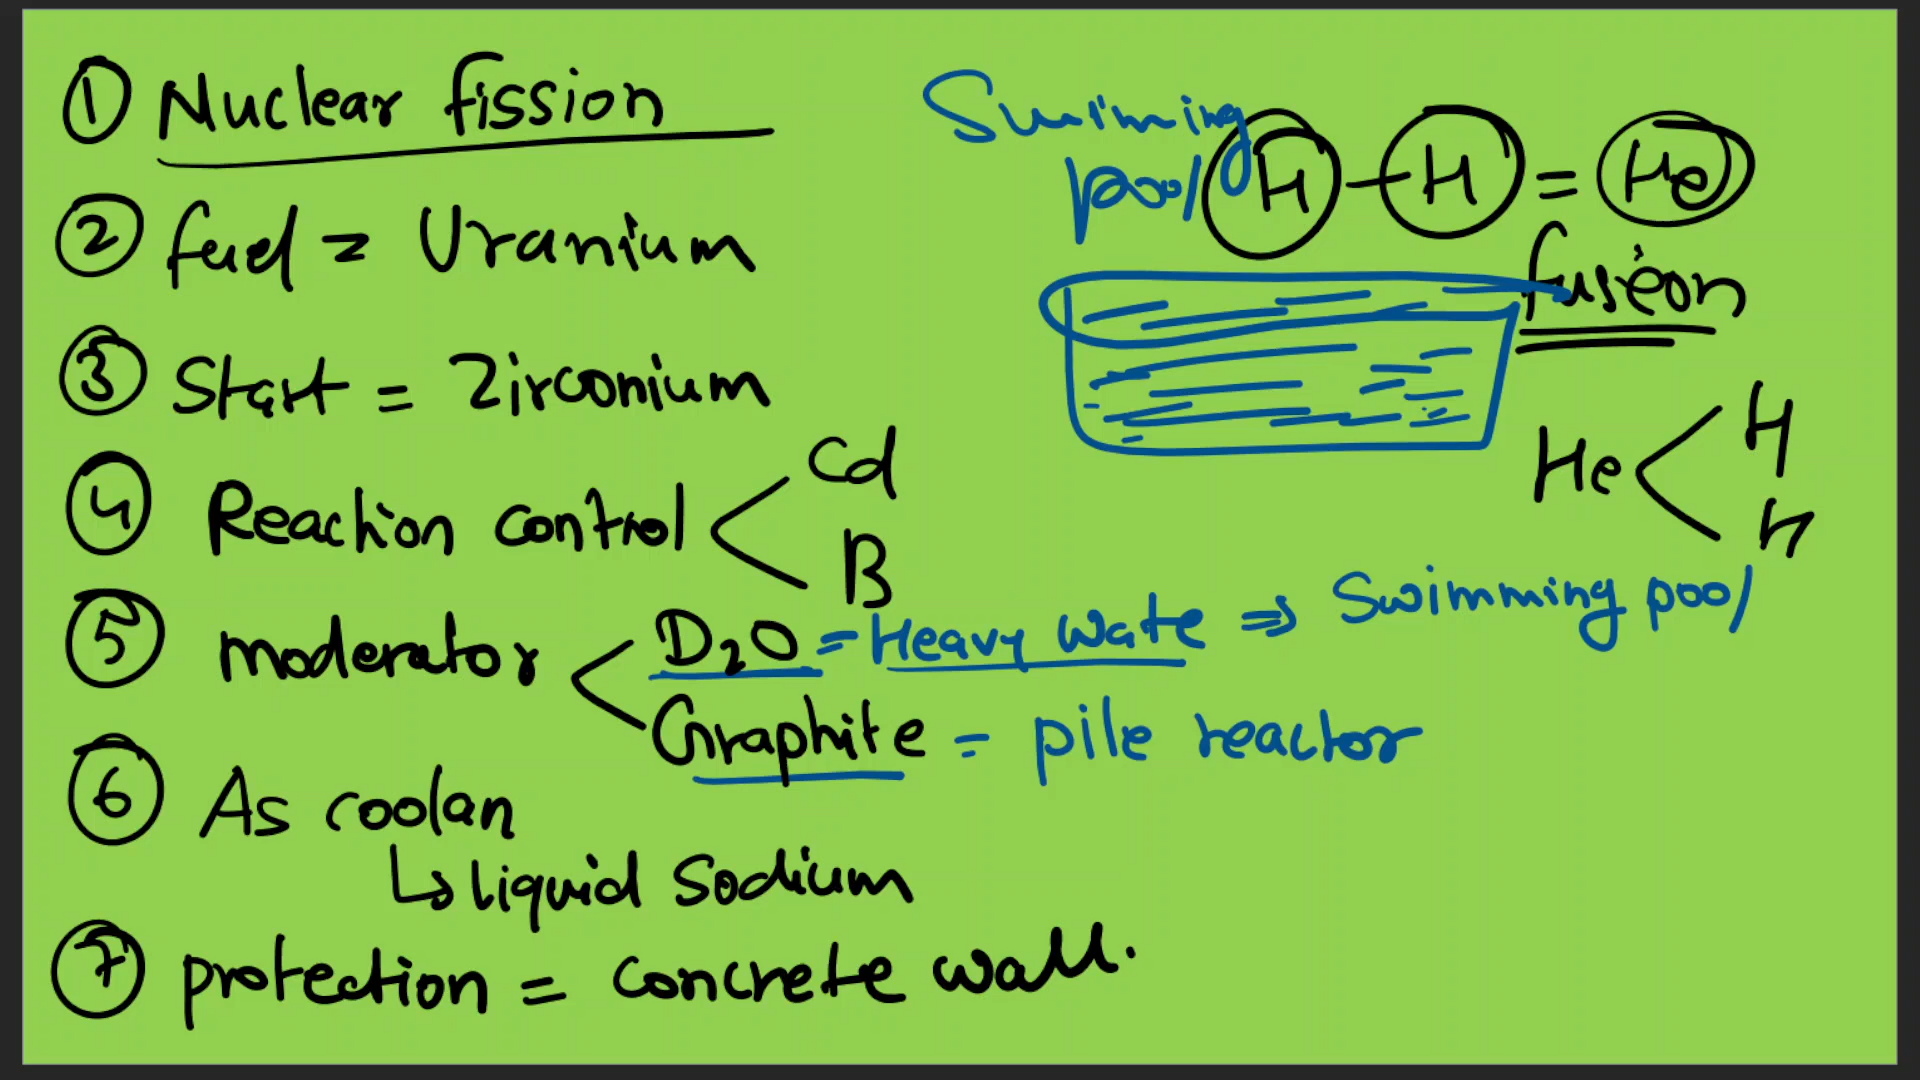 ① Nuclear fission
② fuel = Uranium
③ Start = Zirconium
④ Reaction control < Cd
B
⑤ moderator < D₂O = Heavy Wate ⇒ Swimming pool
Graphite = pile reactor
⑥ As coolan
↳ liquid Sodium
⑦ protection = concrete wall.
Swiming
pool
H - H = He
fusion
He < H
H